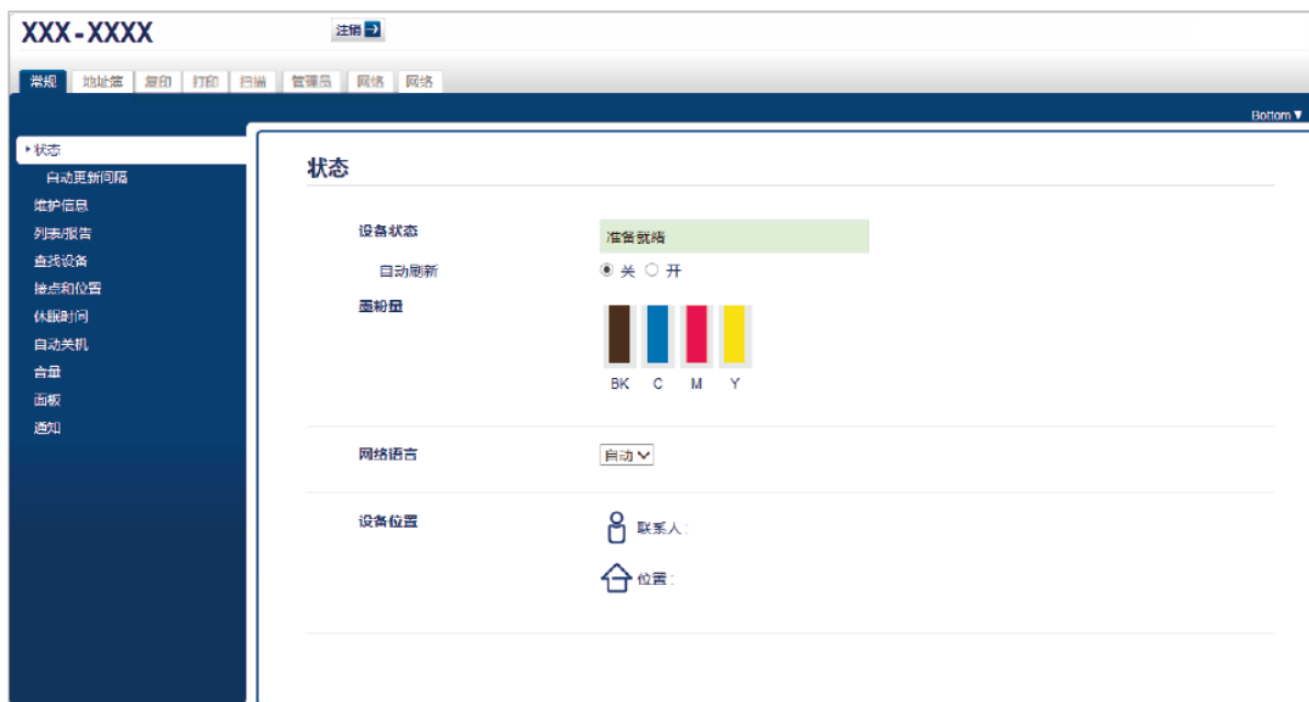 XXX-XXXX
注销
常规 地址簿 复印 打印 扫描 管理员 网络 网络
Bottom▼
状态
自动更新间隔
维护信息
列表/报告
查找设备
接点和位置
休眠时间
自动关机
音量
面板
通知
状态
设备状态 准备就绪
自动刷新 关 开
墨粉量
BK C M Y
网络语言 自动
设备位置 联系人:
位置: